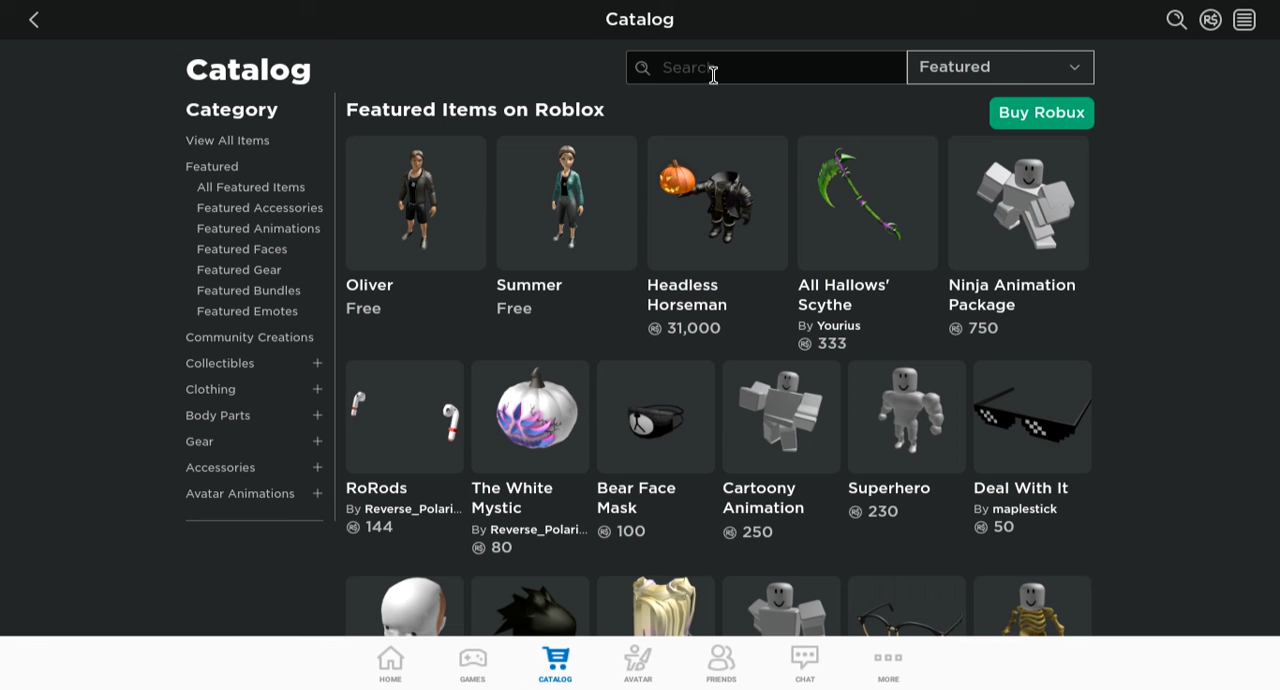 Catalog
Catalog
Search
Featured
Category
View All Items
Featured
All Featured Items
Featured Accessories
Featured Animations
Featured Faces
Featured Gear
Featured Bundles
Featured Emotes
Community Creations
Collectibles +
Clothing +
Body Parts +
Gear +
Accessories +
Avatar Animations +
Featured Items on Roblox
Buy Robux
Oliver
Free
Summer
Free
Headless
Horseman
31,000
All Hallows'
Scythe
By Yourius
333
Ninja Animation
Package
750
RoRods
By Reverse_Polari...
144
The White
Mystic
By Reverse_Polari...
80
Bear Face
Mask
100
Cartoony
Animation
250
Superhero
230
Deal With It
By maplestick
50
HOME
GAMES
CATALOG
AVATAR
FRIENDS
CHAT
MORE